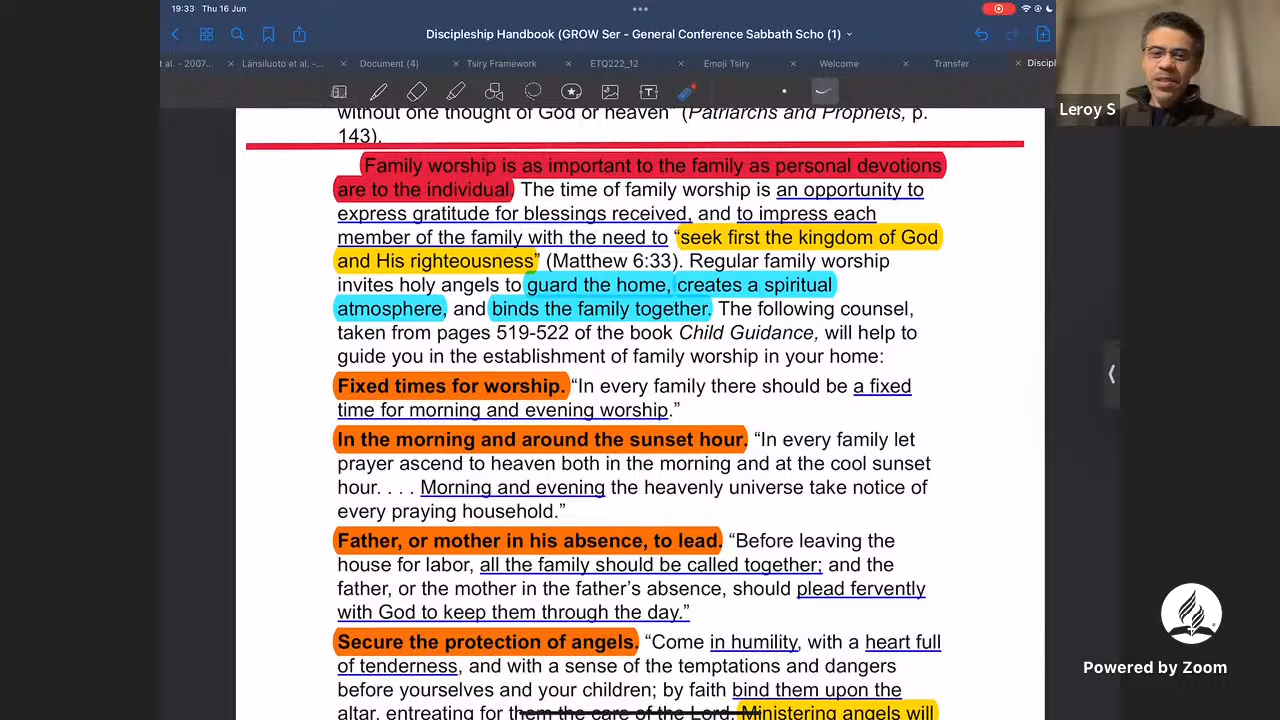 19:33 Thu 16 Jun
Discipleship Handbook (GROW Ser - General Conference Sabbath Scho (1)
et al. - 2007...
Länsiluoto et al. -...
Document (4)
Tsiry Framework
ETQ222_12
Emoji Tsiry
Welcome
Transfer
Discipl
Leroy S
without one thought of God or heaven” (Patriarchs and Prophets, p.
143).
Family worship is as important to the family as personal devotions
are to the individual. The time of family worship is an opportunity to
express gratitude for blessings received, and to impress each
member of the family with the need to “seek first the kingdom of God
and His righteousness” (Matthew 6:33). Regular family worship
invites holy angels to guard the home, creates a spiritual
atmosphere, and binds the family together. The following counsel,
taken from pages 519-522 of the book Child Guidance, will help to
guide you in the establishment of family worship in your home:
Fixed times for worship. “In every family there should be a fixed
time for morning and evening worship.”
In the morning and around the sunset hour. “In every family let
prayer ascend to heaven both in the morning and at the cool sunset
hour. . . . Morning and evening the heavenly universe take notice of
every praying household.”
Father, or mother in his absence, to lead. “Before leaving the
house for labor, all the family should be called together; and the
father, or the mother in the father’s absence, should plead fervently
with God to keep them through the day.”
Secure the protection of angels. “Come in humility, with a heart full
of tenderness, and with a sense of the temptations and dangers
before yourselves and your children; by faith bind them upon the
altar, entreating for them the care of the Lord. Ministering angels will
Powered by Zoom